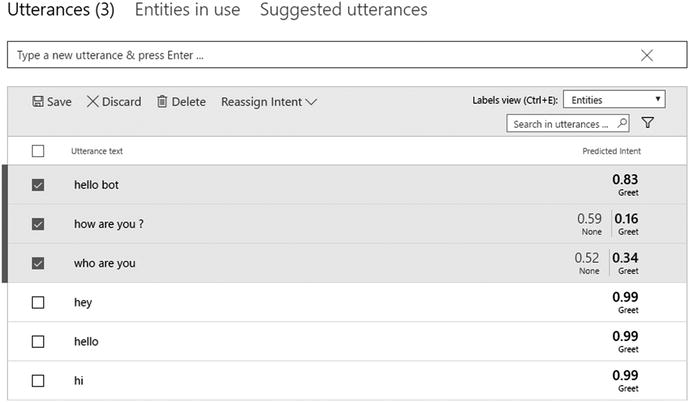 Utterances (3) Entities in use Suggested utterances
Type a new utterance & press Enter ...
Save Discard Delete Reassign Intent Labels view (Ctrl+E): Entities
Search in utterances ...
Utterance text Predicted Intent
hello bot 0.83
Greet
how are you ? 0.59 0.16
None Greet
who are you 0.52 0.34
None Greet
hey 0.99
Greet
hello 0.99
Greet
hi 0.99
Greet